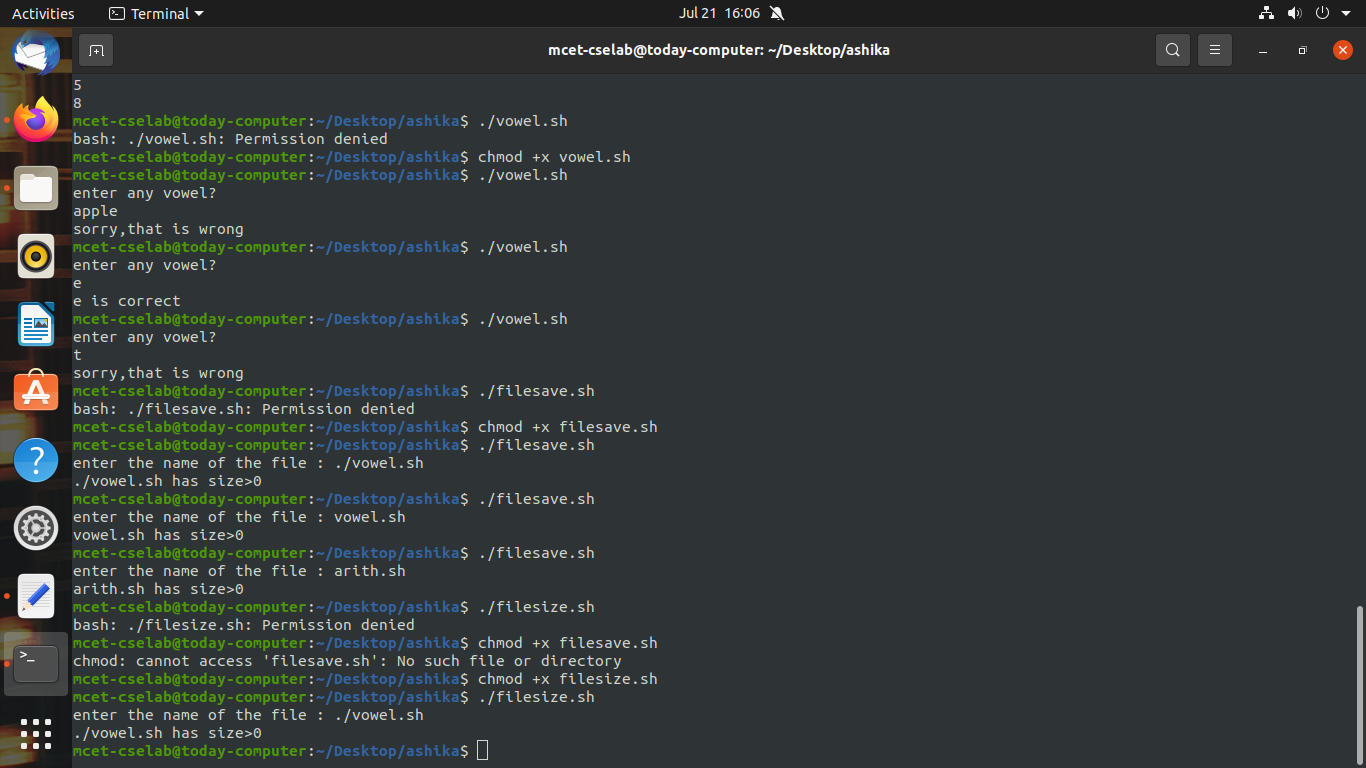 Activities
Terminal
Jul 21 16:06
mcet-cselab@today-computer: ~/Desktop/ashika
5
8
mcet-cselab@today-computer:~/Desktop/ashika$ ./vowel.sh
bash: ./vowel.sh: Permission denied
mcet-cselab@today-computer:~/Desktop/ashika$ chmod +x vowel.sh
mcet-cselab@today-computer:~/Desktop/ashika$ ./vowel.sh
enter any vowel?
apple
sorry,that is wrong
mcet-cselab@today-computer:~/Desktop/ashika$ ./vowel.sh
enter any vowel?
e
e is correct
mcet-cselab@today-computer:~/Desktop/ashika$ ./vowel.sh
enter any vowel?
t
sorry,that is wrong
mcet-cselab@today-computer:~/Desktop/ashika$ ./filesave.sh
bash: ./filesave.sh: Permission denied
mcet-cselab@today-computer:~/Desktop/ashika$ chmod +x filesave.sh
mcet-cselab@today-computer:~/Desktop/ashika$ ./filesave.sh
enter the name of the file : ./vowel.sh
./vowel.sh has size>0
mcet-cselab@today-computer:~/Desktop/ashika$ ./filesave.sh
enter the name of the file : vowel.sh
vowel.sh has size>0
mcet-cselab@today-computer:~/Desktop/ashika$ ./filesave.sh
enter the name of the file : arith.sh
arith.sh has size>0
mcet-cselab@today-computer:~/Desktop/ashika$ ./filesize.sh
bash: ./filesize.sh: Permission denied
mcet-cselab@today-computer:~/Desktop/ashika$ chmod +x filesave.sh
chmod: cannot access 'filesave.sh': No such file or directory
mcet-cselab@today-computer:~/Desktop/ashika$ chmod +x filesize.sh
mcet-cselab@today-computer:~/Desktop/ashika$ ./filesize.sh
enter the name of the file : ./vowel.sh
./vowel.sh has size>0
mcet-cselab@today-computer:~/Desktop/ashika$